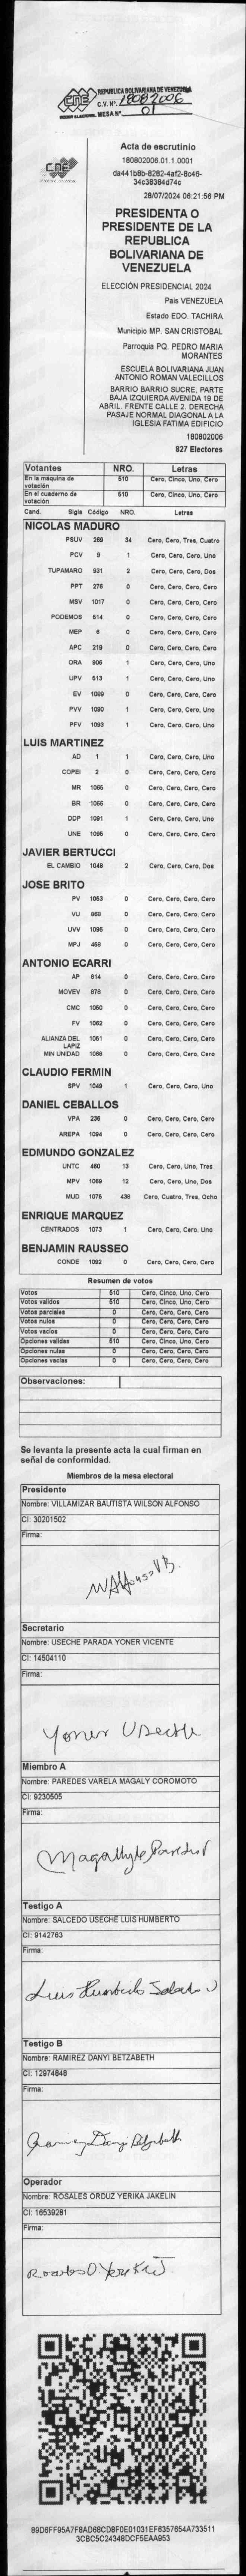 CNE
REPUBLICA BOLIVARIANA DE VENEZUELA
C.V. N°. 18082006
MESA N° 01
CNE
Acta de escrutinio
180802006.01.1.0001
da441b8b-8282-4af2-8c46-
34c38384d74c
28/07/2024 06:21:56 PM
PRESIDENTA O
PRESIDENTE DE LA
REPUBLICA
BOLIVARIANA DE
VENEZUELA
ELECCIÓN PRESIDENCIAL 2024
Pais VENEZUELA
Estado EDO. TACHIRA
Municipio MP. SAN CRISTOBAL
Parroquia PQ. PEDRO MARIA
MORANTES
ESCUELA BOLIVARIANA JUAN
ANTONIO ROMAN VALECILLOS
BARRIO BARRIO SUCRE. PARTE
BAJA IZQUIERDA AVENIDA 19 DE
ABRIL. FRENTE CALLE 2. DERECHA
PASAJE NORMAL DIAGONAL A LA
IGLESIA FATIMA EDIFICIO
180802006
827 Electores
Votantes NRO. Letras
En la máquina de votación 510 Cero, Cinco, Uno, Cero
En el cuaderno de votación 510 Cero, Cinco, Uno, Cero
Cand. Sigla Código NRO. Letras
NICOLAS MADURO
PSUV 269 34 Cero, Cero, Tres, Cuatro
PCV 9 1 Cero, Cero, Cero, Uno
TUPAMARO 931 2 Cero, Cero, Cero, Dos
PPT 276 0 Cero, Cero, Cero, Cero
MSV 1017 0 Cero, Cero, Cero, Cero
PODEMOS 514 0 Cero, Cero, Cero, Cero
MEP 6 0 Cero, Cero, Cero, Cero
APC 219 0 Cero, Cero, Cero, Cero
ORA 906 1 Cero, Cero, Cero, Uno
UPV 513 1 Cero, Cero, Cero, Uno
EV 1089 0 Cero, Cero, Cero, Cero
PVV 1090 1 Cero, Cero, Cero, Uno
PFV 1093 1 Cero, Cero, Cero, Uno
LUIS MARTINEZ
AD 1 1 Cero, Cero, Cero, Uno
COPEI 2 0 Cero, Cero, Cero, Cero
MR 1065 0 Cero, Cero, Cero, Cero
BR 1066 0 Cero, Cero, Cero, Cero
DDP 1091 1 Cero, Cero, Cero, Uno
UNE 1095 0 Cero, Cero, Cero, Cero
JAVIER BERTUCCI
EL CAMBIO 1048 2 Cero, Cero, Cero, Dos
JOSE BRITO
PV 1053 0 Cero, Cero, Cero, Cero
VU 868 0 Cero, Cero, Cero, Cero
UVV 1096 0 Cero, Cero, Cero, Cero
MPJ 458 0 Cero, Cero, Cero, Cero
ANTONIO ECARRI
AP 814 0 Cero, Cero, Cero, Cero
MOVEV 878 0 Cero, Cero, Cero, Cero
CMC 1050 0 Cero, Cero, Cero, Cero
FV 1062 0 Cero, Cero, Cero, Cero
ALIANZA DEL LAPIZ 1051 0 Cero, Cero, Cero, Cero
MIN UNIDAD 1069 0 Cero, Cero, Cero, Cero
CLAUDIO FERMIN
SPV 1049 1 Cero, Cero, Cero, Uno
DANIEL CEBALLOS
VPA 236 0 Cero, Cero, Cero, Cero
AREPA 1094 0 Cero, Cero, Cero, Cero
EDMUNDO GONZALEZ
UNTC 460 13 Cero, Cero, Uno, Tres
MPV 1069 12 Cero, Cero, Uno, Dos
MUD 1075 438 Cero, Cuatro, Tres, Ocho
ENRIQUE MARQUEZ
CENTRADOS 1073 1 Cero, Cero, Cero, Uno
BENJAMIN RAUSSEO
CONDE 1092 0 Cero, Cero, Cero, Cero
Resumen de votos
Votos 510 Cero, Cinco, Uno, Cero
Votos validos 510 Cero, Cinco, Uno, Cero
Votos parciales 0 Cero, Cero, Cero, Cero
Votos nulos 0 Cero, Cero, Cero, Cero
Votos vacios 0 Cero, Cero, Cero, Cero
Opciones validas 510 Cero, Cinco, Uno, Cero
Opciones nulas 0 Cero, Cero, Cero, Cero
Opciones vacias 0 Cero, Cero, Cero, Cero
Observaciones:
Se levanta la presente acta la cual firman en
señal de conformidad.
Miembros de la mesa electoral
Presidente
Nombre: VILLAMIZAR BAUTISTA WILSON ALFONSO
CI: 30201502
Firma:
WAlfonso V B.
Secretario
Nombre: USECHE PARADA YONER VICENTE
CI: 14504110
Firma:
Yoner Useche
Miembro A
Nombre: PAREDES VARELA MAGALY COROMOTO
CI: 9230505
Firma:
Testigo A
Nombre: SALCEDO USECHE LUIS HUMBERTO
CI: 9142763
Firma:
Luis Humberto Salcedo U
Testigo B
Nombre: RAMIREZ DANYI BETZABETH
CI: 12974848
Firma:
Ramirez Danyi Betzabeth
Operador
Nombre: ROSALES ORDUZ YERIKA JAKELIN
CI: 16539281
Firma:
89D6FF95A7F8AD68CD8F0E01031EF6357654A733511
3CBC5C24348DCF5EAA953